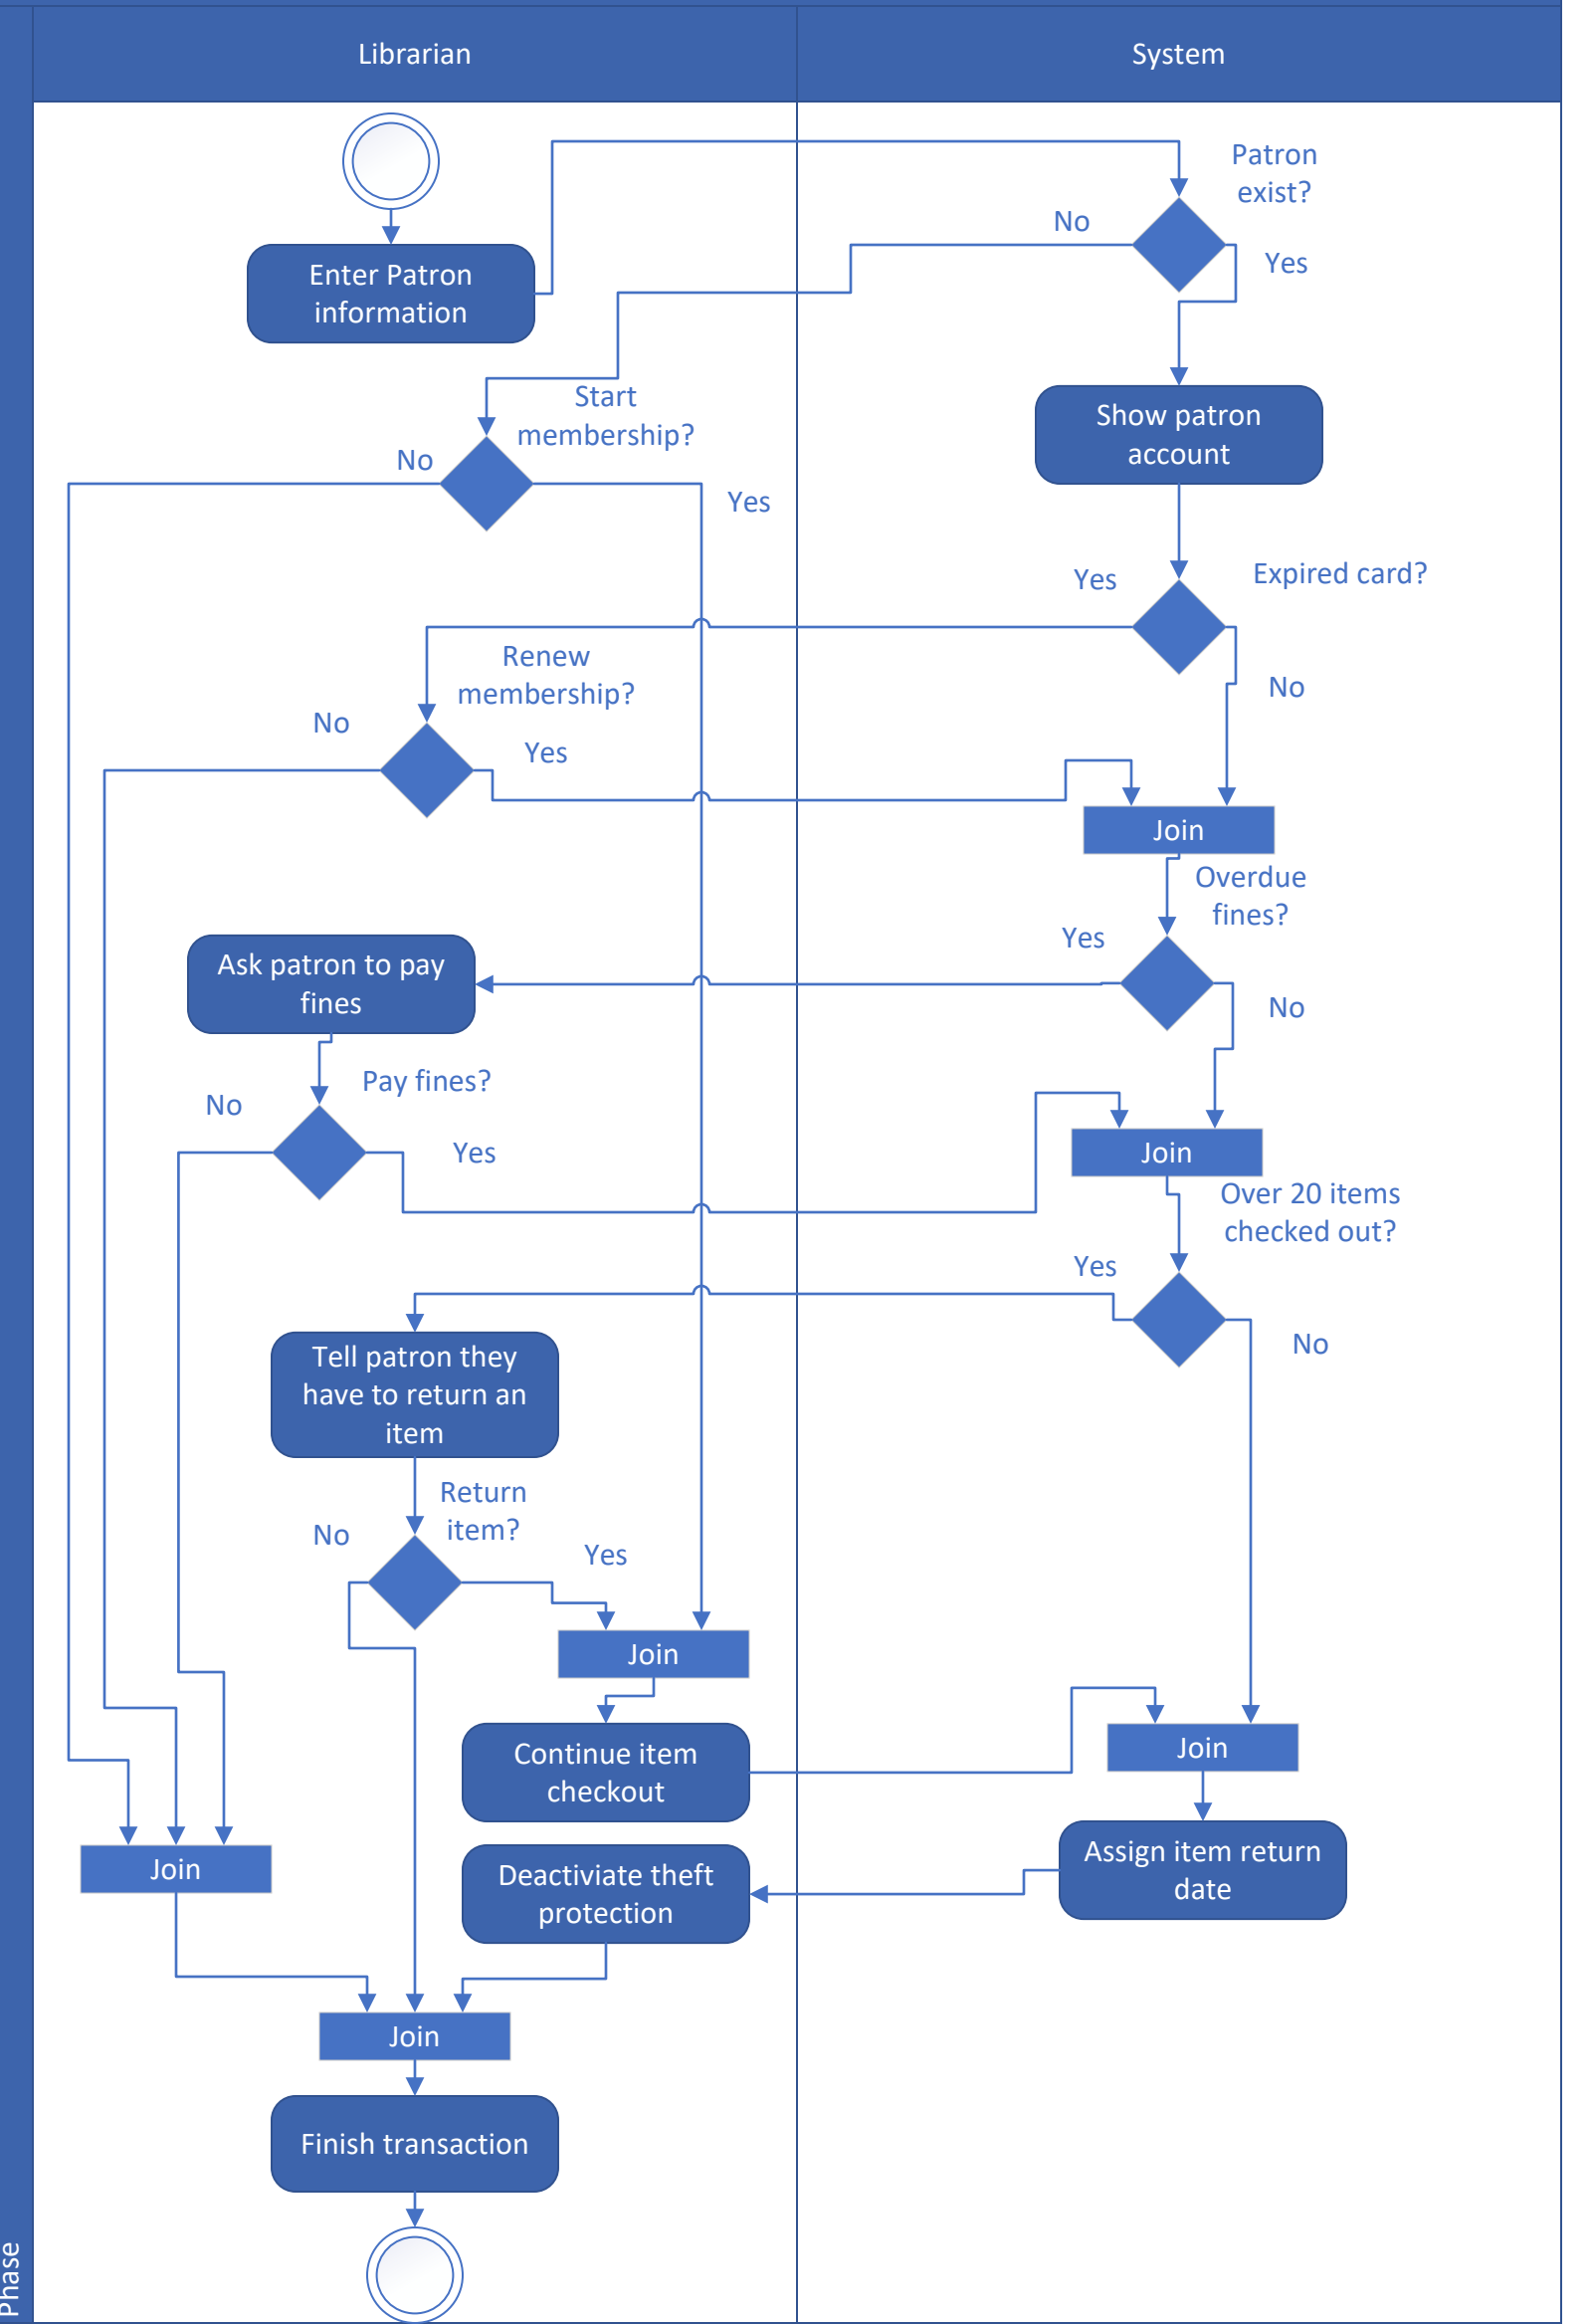 Librarian
System
Patron
exist?
No
Yes
Enter Patron
information
Start
membership?
No
Yes
Show patron
account
Yes
Expired card?
Renew
membership?
No
No
Yes
Join
Overdue
fines?
Yes
Ask patron to pay
fines
No
Pay fines?
No
Yes
Join
Over 20 items
checked out?
Yes
No
Tell patron they
have to return an
item
Return
item?
No
Yes
Join
Continue item
checkout
Join
Join
Deactiviate theft
protection
Assign item return
date
Join
Finish transaction
Phase